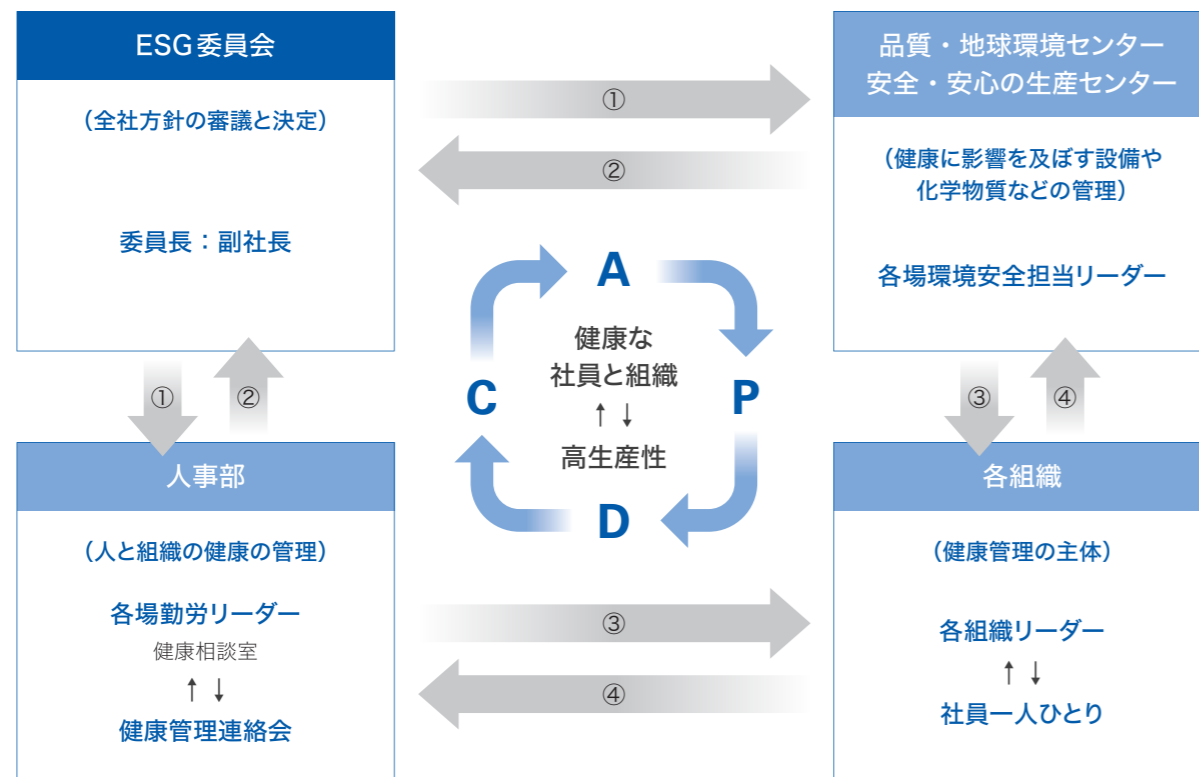 ESG委員会
（全社方針の審議と決定）
委員長：副社長
①
②
品質・地球環境センター
安全・安心の生産センター
（健康に影響を及ぼす設備や
化学物質などの管理）
各場環境安全担当リーダー
①
②
A
P
D
C
健康な
社員と組織
↑ ↓
高生産性
③
④
人事部
（人と組織の健康の管理）
各場勤労リーダー
健康相談室
↑ ↓
健康管理連絡会
③
④
各組織
（健康管理の主体）
各組織リーダー
↑ ↓
社員一人ひとり